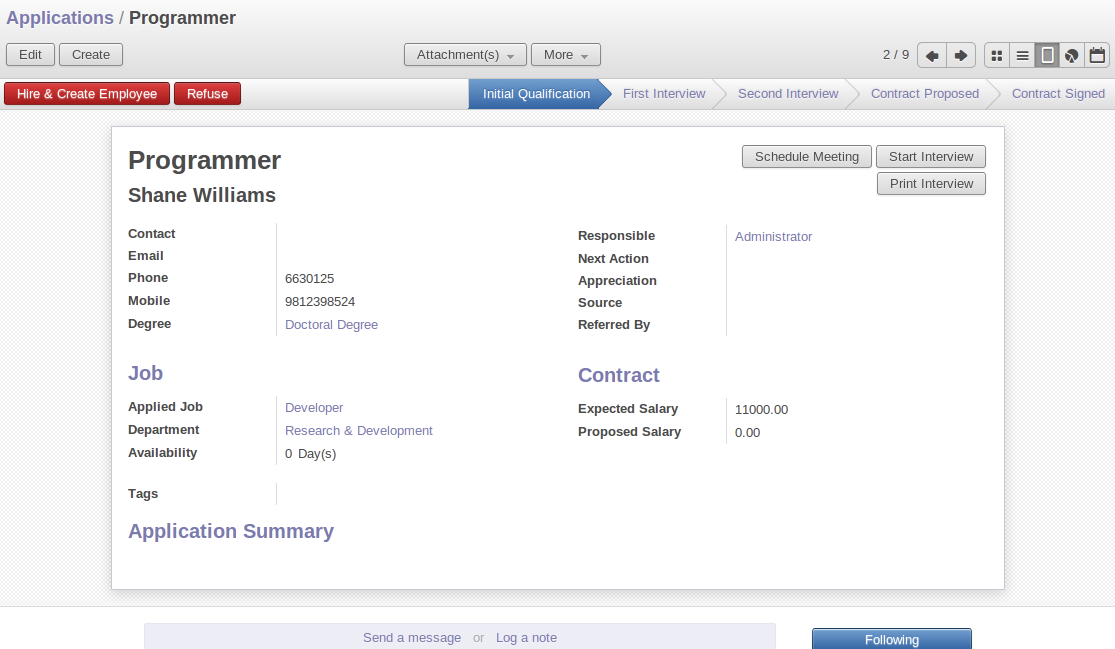 Applications / Programmer
Edit Create Attachment(s) More 2 / 9
Hire & Create Employee Refuse Initial Qualification First Interview Second Interview Contract Proposed Contract Signed
Programmer
Schedule Meeting Start Interview
Print Interview
Shane Williams
Contact
Email
Phone 6630125
Mobile 9812398524
Degree Doctoral Degree
Responsible Administrator
Next Action
Appreciation
Source
Referred By
Job
Applied Job Developer
Department Research & Development
Availability 0 Day(s)
Contract
Expected Salary 11000.00
Proposed Salary 0.00
Tags
Application Summary
Send a message or Log a note
Following